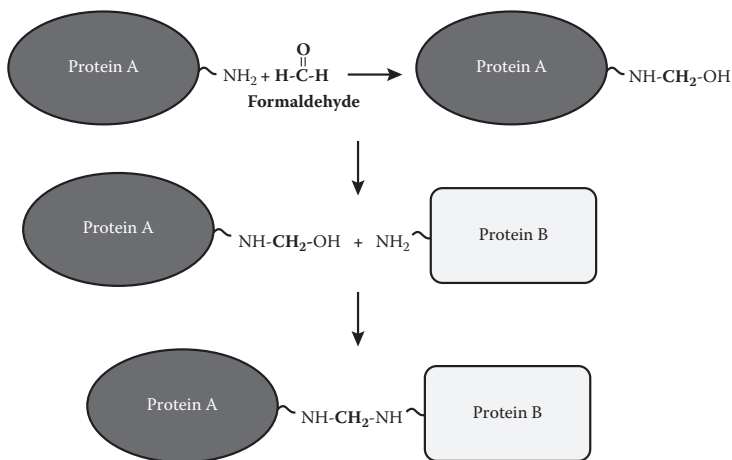 O
Protein A NH2 + H-C-H Protein A NH-CH2-OH
Formaldehyde
Protein A NH-CH2-OH + NH2 Protein B
Protein A NH-CH2-NH Protein B